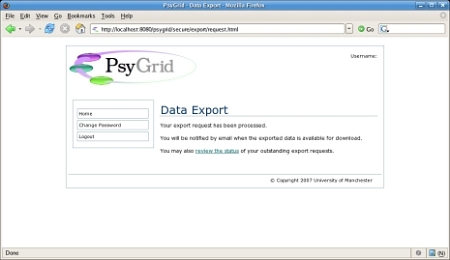 PsyGrid - Data Export - Mozilla Firefox
File Edit View Go Bookmarks Tools Help
http://localhost:8080/psygrid/secure/export/request.html
Go
PsyGrid
Username:
Home
Change Password
Logout
Data Export
Your export request has been processed.
You will be notified by email when the exported data is available for download.
You may also review the status of your outstanding export requests.
© Copyright 2007 University of Manchester
Done
(N)